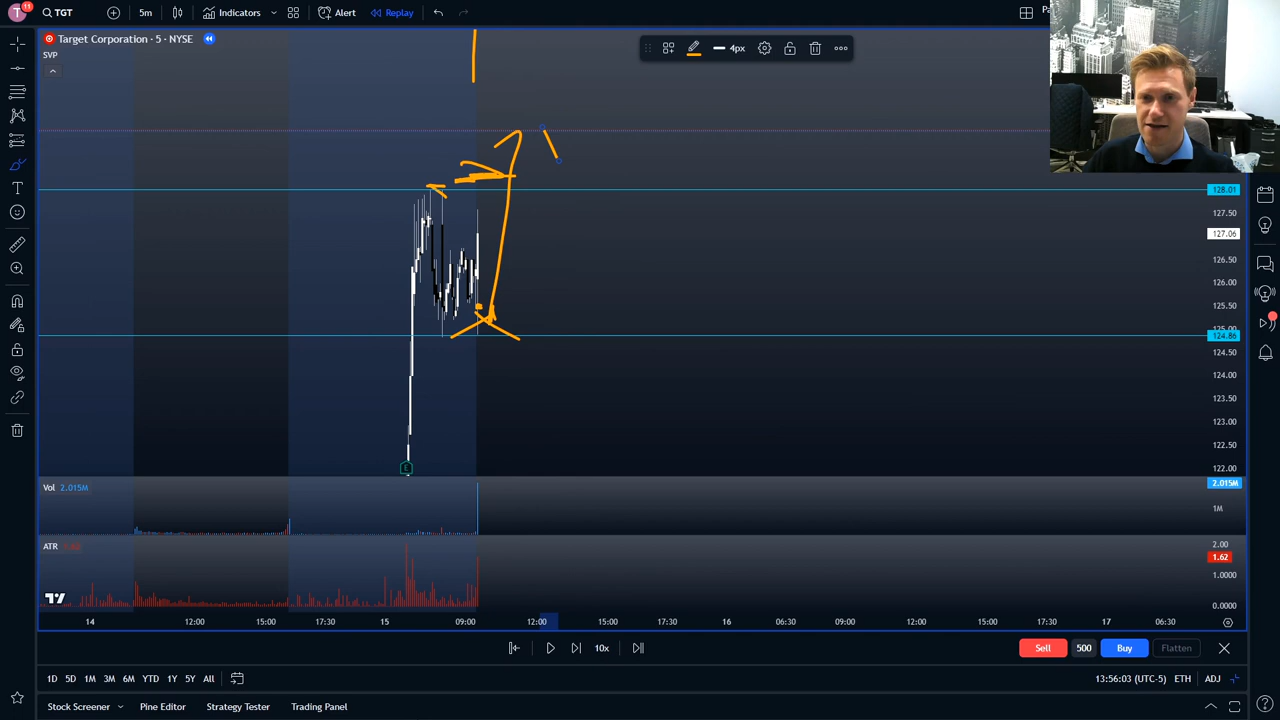 11
TGT
5m
Indicators
Alert
Replay
Pa
Target Corporation · 5 · NYSE
SVP
4px
128.01
127.50
127.06
126.50
126.00
125.50
125.00
124.86
124.50
124.00
123.50
123.00
122.50
122.00
E
Vol 2.015M
2.015M
1M
ATR
2.00
1.62
1.0000
0.0000
14 12:00 15:00 17:30 15 09:00 12:00 15:00 17:30 16 06:30 09:00 12:00 15:00 17:30 17 06:30
10x
Sell 500 Buy Flatten
1D 5D 1M 3M 6M YTD 1Y 5Y All
13:56:03 (UTC-5) ETH ADJ
Stock Screener Pine Editor Strategy Tester Trading Panel